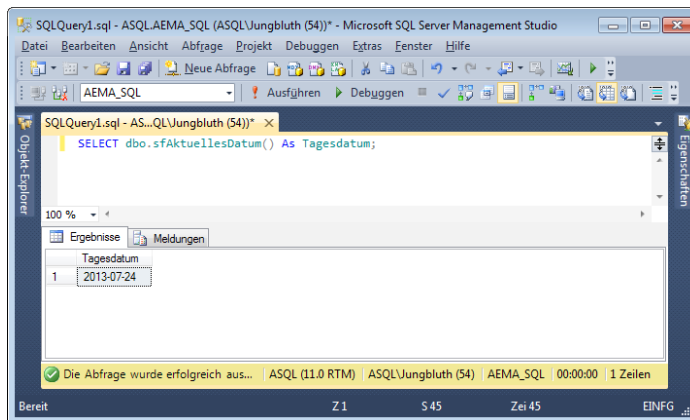 SQLQuery1.sql - ASQL.AEMA_SQL (ASQL\Jungbluth (54))* - Microsoft SQL Server Management Studio
Datei Bearbeiten Ansicht Abfrage Projekt Debuggen Extras Fenster Hilfe
Neue Abfrage
AEMA_SQL Ausführen Debuggen
SQLQuery1.sql - AS...QL\Jungbluth (54))*
Objekt-Explorer
Eigenschaften
SELECT dbo.sfAktuellesDatum() As Tagesdatum;
100 %
Ergebnisse Meldungen
Tagesdatum
1 2013-07-24
Die Abfrage wurde erfolgreich aus... ASQL (11.0 RTM) ASQL\Jungbluth (54) AEMA_SQL 00:00:00 1 Zeilen
Bereit Z 1 S 45 Zei 45 EINFG